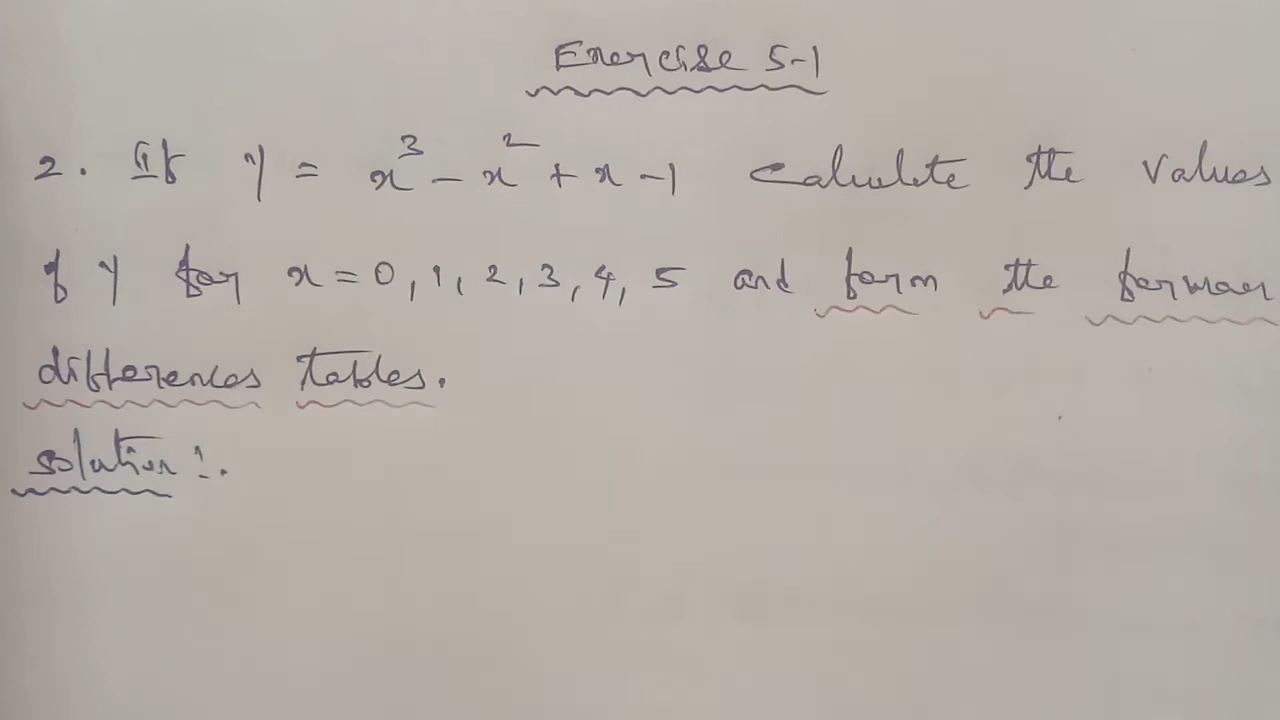 Exercise 5-1
2. If y = x³ - x² + x - 1 calculate the values
of y for x = 0, 1, 2, 3, 4, 5 and form the forward
differences tables.
solution:.